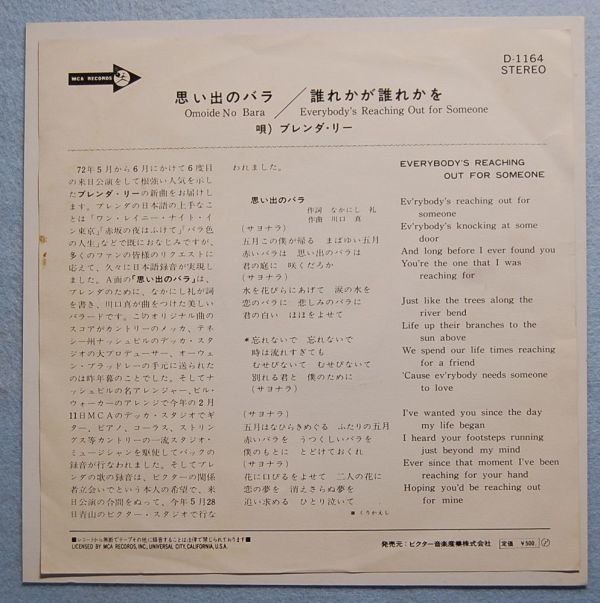 MCA RECORDS
D-1164
STEREO
思い出のバラ／誰れかが誰れかを
Omoide No Bara
Everybody's Reaching Out for Someone
唄）ブレンダ・リー
72年5月から6月にかけて6度目
の来日公演をして根強い人気を示し
たブレンダ・リーの新曲をお届けし
ます。ブレンダの日本語の上手なこ
とは「ワン・レイニー・ナイト・イ
ン東京」「赤坂の夜はふけて」「バラ色
の人生」などで既におなじみですが、
多くのファンの皆様のリクエストに
応えて、久々に日本語録音が実現し
ました。A面の「思い出のバラ」は、
ブレンダのために、なかにし礼が詞
を書き、川口真が曲をつけた美しい
バラードです。このオリジナル曲の
スコアがカントリーのメッカ、テネ
シー州ナッシュビルのデッカ・スタ
ジオの大プロデューサー、オーウェ
ン・ブラッドレーの手元に送られた
のは昨年暮のことでした。そしてナ
ッシュビルの名アレンジャー、ビル・
ウォーカーのアレンジで今年の2月
11日MCAのデッカ・スタジオでギ
ター、ピアノ、コーラス、ストリン
グス等カントリーの一流スタジオ・
ミュージシャンを駆使してバックの
録音が行なわれました。そしてブレ
ンダの歌の録音は、ビクターの関係
者立会いでという本人の希望で、来
日公演の合間をぬって、今年5月28
日青山のビクター・スタジオで行な
われました。
思い出のバラ
作詞 なかにし 礼
作曲 川口 真
(サヨナラ)
五月この僕が帰る まばゆい五月
赤いバラは 思い出のバラは
君の庭に 咲くだろか
(サヨナラ)
水を花びらにあげて 涙の水を
恋のバラに 悲しみのバラに
君の白い ほほをよせて
＊忘れないで 忘れないで
時は流れすぎても
むせびないて むせびないて
別れる君と 僕のために
(サヨナラ)
(サヨナラ)
五月はなひらきめぐる ふたりの五月
赤いバラを うつくしいバラを
僕のもとに とどけておくれ
(サヨナラ)
花に口びるをよせて 二人の花に
恋の夢を 消えさらぬ夢を
追い求める ひとり泣いて
＊くりかえし
EVERYBODY'S REACHING
OUT FOR SOMEONE
Ev'rybody's reaching out for
someone
Ev'rybody's knocking at some
door
And long before I ever found you
You're the one that I was
reaching for
Just like the trees along the
river bend
Life up their branches to the
sun above
We spend our life times reaching
for a friend
'Cause ev'rybody needs someone
to love
I've wanted you since the day
my life began
I heard your footsteps running
just beyond my mind
Ever since that moment I've been
reaching for your hand
Hoping you'd be reaching out
for mine
■レコードから無断でテープその他に録音することは法律で禁じられております■
LICENSED BY MCA RECORDS, INC, UNIVERSAL CITY, CALIFORNIA, U.S.A.
発売元：ビクター音楽産業株式会社
定価 ¥500.